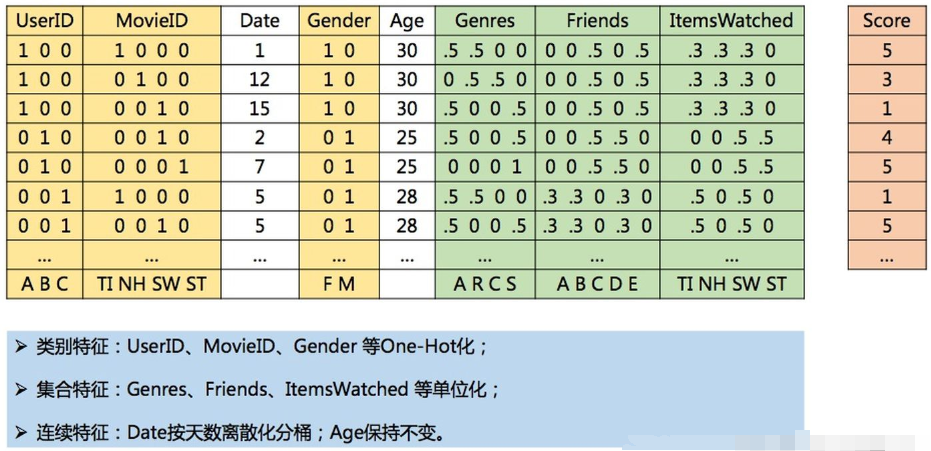 UserID MovieID Date Gender Age Genres Friends ItemsWatched Score
1 0 0 1 0 0 0 1 1 0 30 .5 .5 0 0 0 0 .5 0 .5 .3 .3 .3 0 5
1 0 0 0 1 0 0 12 1 0 30 0 .5 .5 0 0 0 .5 0 .5 .3 .3 .3 0 3
1 0 0 0 0 1 0 15 1 0 30 .5 0 0 .5 0 0 .5 0 .5 .3 .3 .3 0 1
0 1 0 0 0 1 0 2 0 1 25 .5 0 0 .5 0 0 .5 .5 0 0 0 .5 .5 4
0 1 0 0 0 0 1 7 0 1 25 0 0 0 1 0 0 .5 .5 0 0 0 .5 .5 5
0 0 1 1 0 0 0 5 0 1 28 .5 .5 0 0 .3 .3 0 .3 0 .5 0 .5 0 1
0 0 1 0 0 1 0 5 0 1 28 .5 0 0 .5 .3 .3 0 .3 0 .5 0 .5 0 5
... ... ... ... ... ... ... ... ...
A B C TI NH SW ST F M A R C S A B C D E TI NH SW ST
➢ 类别特征：UserID、MovieID、Gender 等One-Hot化；
➢ 集合特征：Genres、Friends、ItemsWatched 等单位化；
➢ 连续特征：Date按天数离散化分桶；Age保持不变。